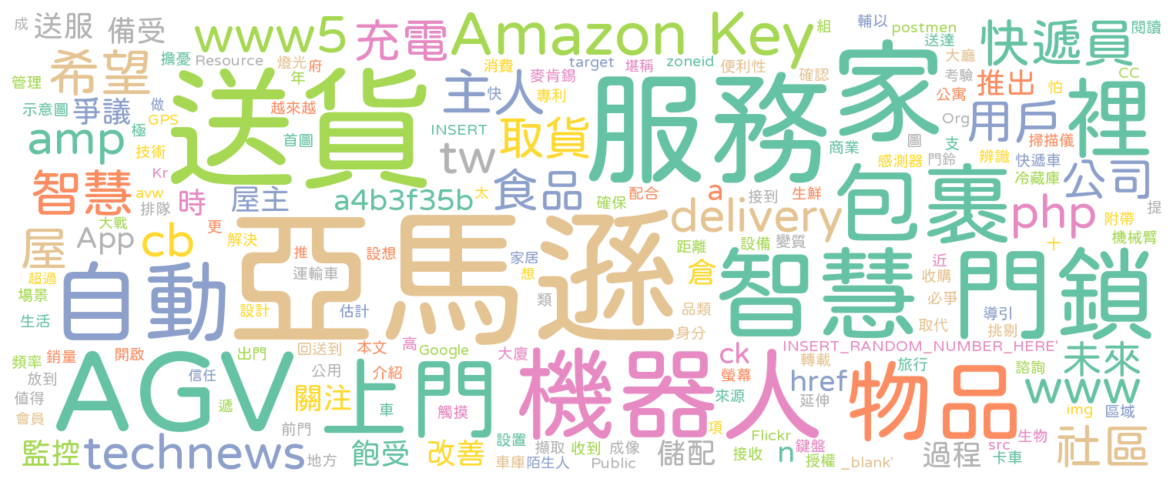 成 送服 備受 www5 充電 Amazon Key 組 輔以 postmen 快遞員 閱讀
擔憂 Resource 燈光 府 消費 target 堪稱 zoneid 便利性 送達 大廳
管理 希望 年 越來越 麥肯錫 確認 考驗 推出 CC
示意圖 爭議 做 GPS 送貨 主人 快 專利 服務 家 公寓 怕 裡
amp 極 技術 首圖 INSERT 取貨 圖 Org 支 用戶 掃描儀
智慧 Kr avw tw 商業 感測器 門鈴 辨識 快遞車 冷藏庫 公司
排隊 時 屋主 a4b3f35b 太 食品 配合 a 接到 生鮮 包裹 提
大戰 更 確保 delivery php 附帶
屋 App cb 解決 推 設想 亞馬遜 家居 距離 設備 變質 十 機械臂
超過 自動 運輸車 想 倉 智慧 門鎖 近 收購
場景 設計 估計 類 品類 必爭 導引
生活 身分 取代 挑剔
頻率 銷量 開啟 出門 回送到 本文 高 Google 大廈 ck INSERT_RANDOM_NUMBER_HERE' 未來
放到 AGV 信任 公用 介紹 上門 機器人 螢幕 href 轉載 物品 旅行 諮詢 www
值得 遞 關注 車 觸摸 來源 延伸 img 區域
會員 前門 項 Flickr 鍵盤 src 生物 社區
監控 technews 地方 飽受 改善 設置 擷取 收到 成像 儲配 n 接收 授權 _blank' 過程 卡車
車庫 陌生人 Public